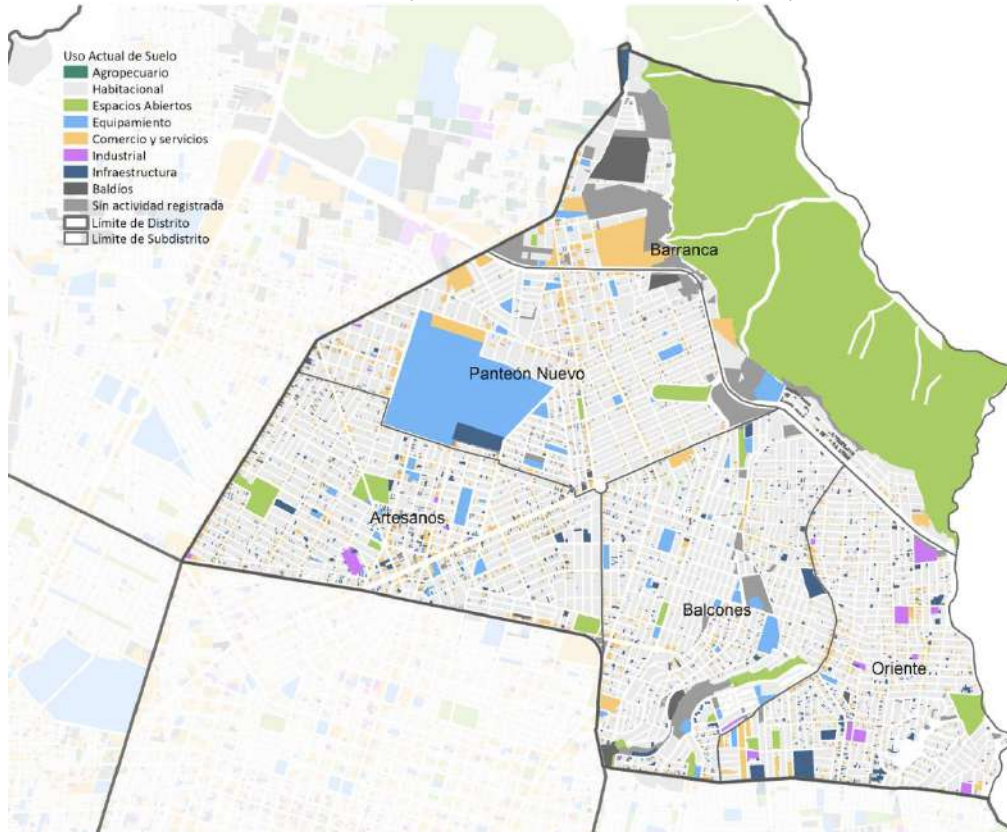 Uso Actual de Suelo
Agropecuario
Habitacional
Espacios Abiertos
Equipamiento
Comercio y servicios
Industrial
Infraestructura
Baldíos
Sin actividad registrada
Límite de Distrito
Límite de Subdistrito
Barranca
Panteón Nuevo
Artesanos
Balcones
Oriente